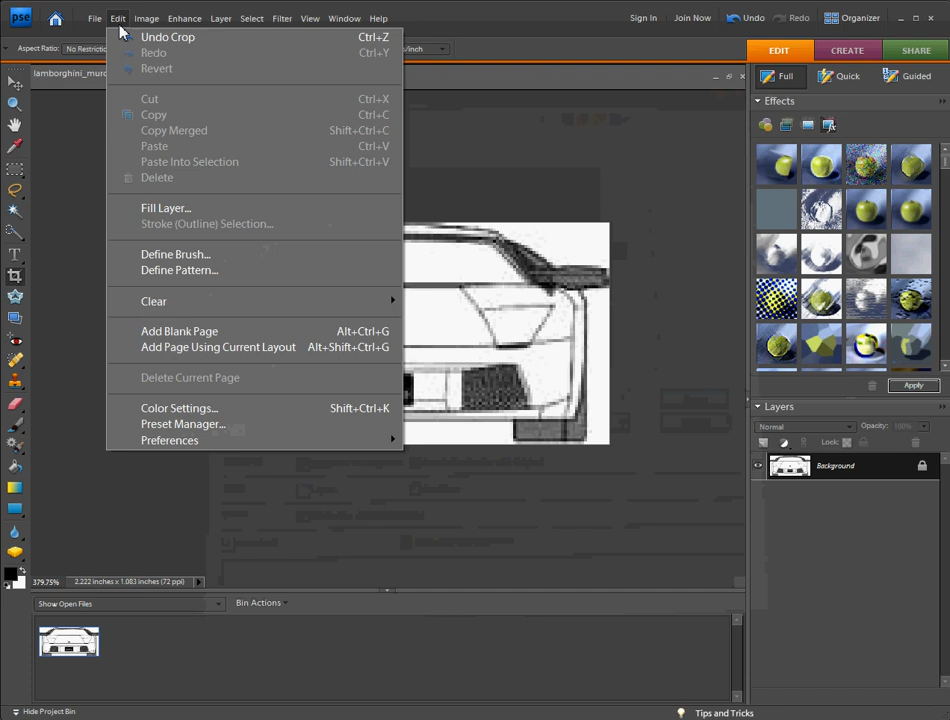 pse File Edit Image Enhance Layer Select Filter View Window Help Sign In Join Now Undo Redo Organizer
Aspect Ratio: No Restric
/inch
EDIT CREATE SHARE
lamborghini_murc
Full Quick Guided
Effects
Undo Crop Ctrl+Z
Redo Ctrl+Y
Revert
Cut Ctrl+X
Copy Ctrl+C
Copy Merged Shift+Ctrl+C
Paste Ctrl+V
Paste Into Selection Shift+Ctrl+V
Delete
Fill Layer...
Stroke (Outline) Selection...
Define Brush...
Define Pattern...
Clear
Add Blank Page Alt+Ctrl+G
Add Page Using Current Layout Alt+Shift+Ctrl+G
Delete Current Page
Color Settings... Shift+Ctrl+K
Preset Manager...
Preferences
Apply
Layers
Normal Opacity: 100%
Lock:
Background
379.75% 2.222 inches x 1.083 inches (72 ppi)
Show Open Files Bin Actions
Hide Project Bin Tips and Tricks